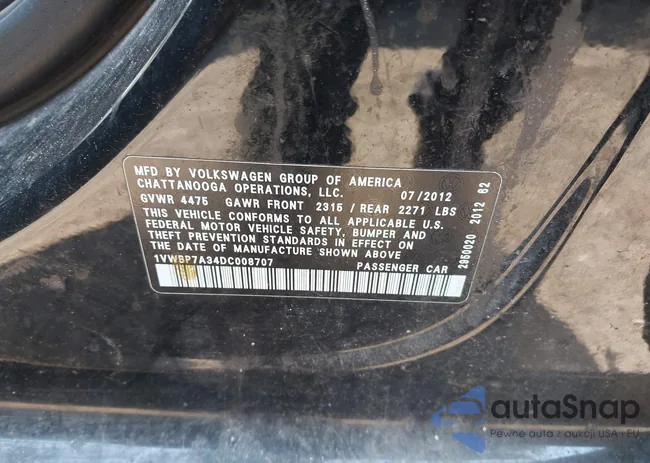 MFD BY VOLKSWAGEN GROUP OF AMERICA
CHATTANOOGA OPERATIONS, LLC. 07/2012
GVWR 4475 GAWR FRONT 2315 / REAR 2271 LBS
THIS VEHICLE CONFORMS TO ALL APPLICABLE U.S.
FEDERAL MOTOR VEHICLE SAFETY, BUMPER AND
THEFT PREVENTION STANDARDS IN EFFECT ON
THE DATE OF MANUFACTURE SHOWN ABOVE
1VWBP7A34DC008707 PASSENGER CAR
2950020 2012 62
autaSnap
Pewne auta z aukcji USA i EU